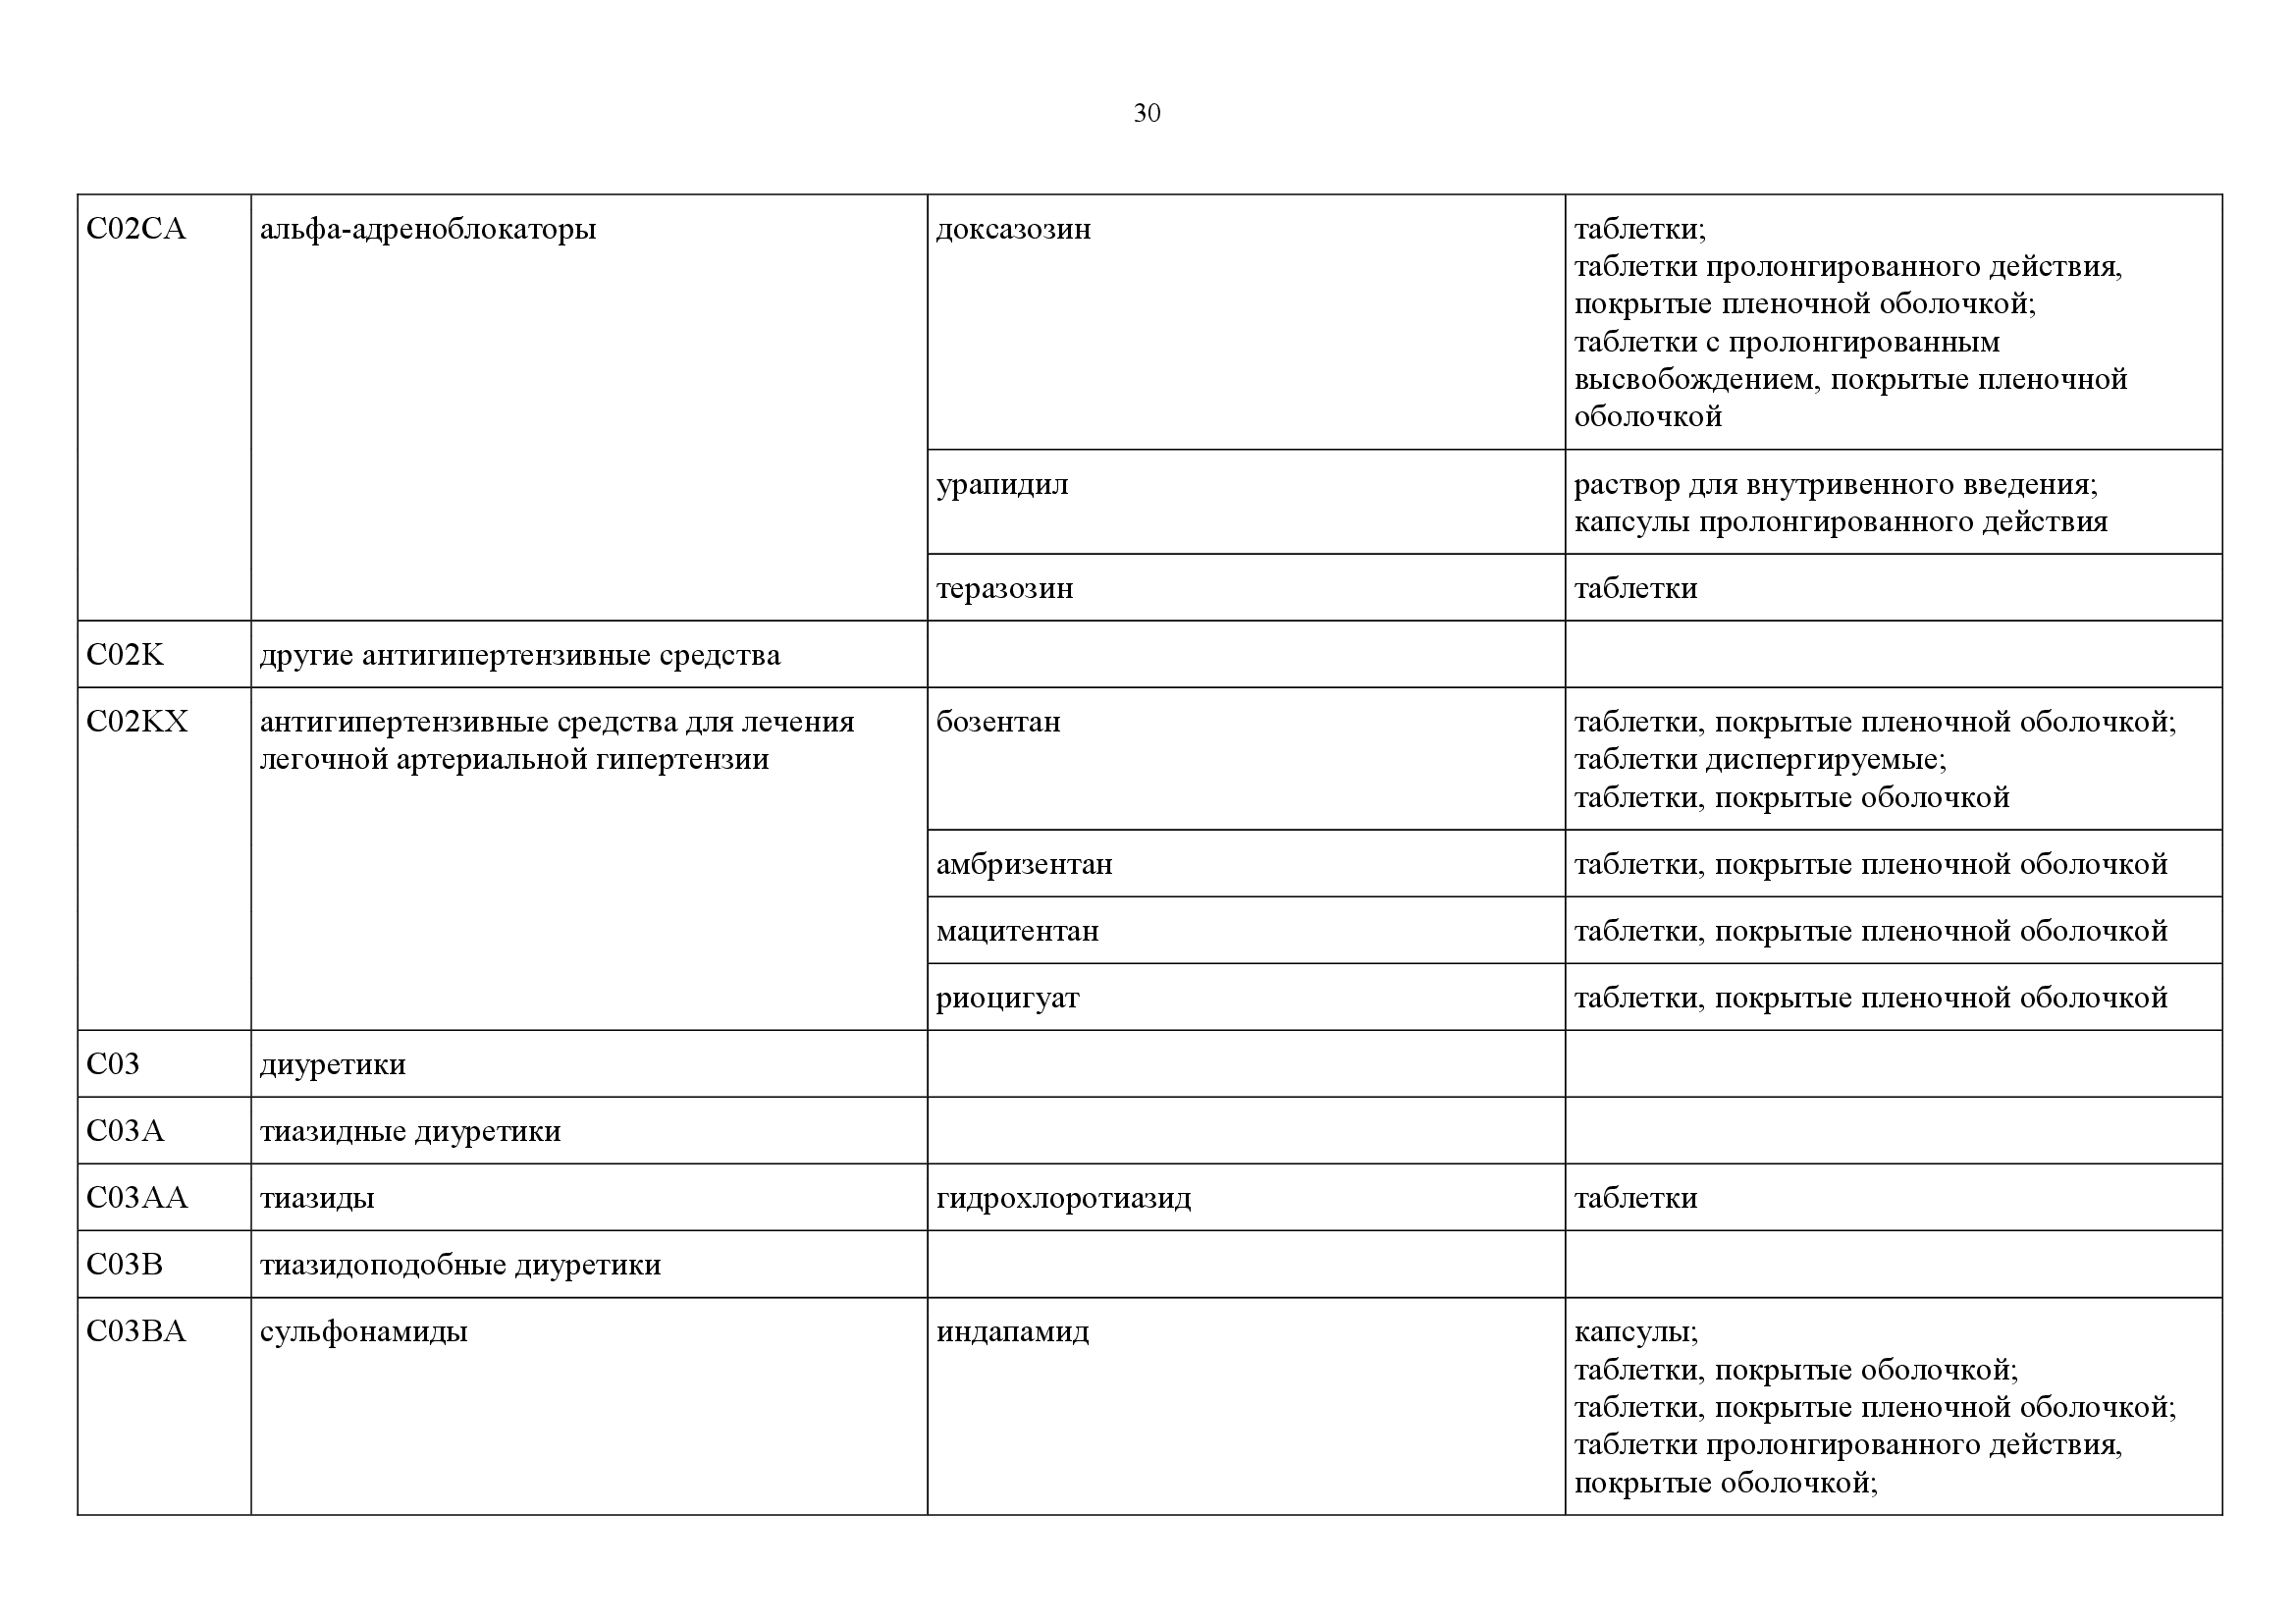 30
C02CA
альфа-адреноблокаторы
доксазозин
таблетки;
таблетки пролонгированного действия,
покрытые пленочной оболочкой;
таблетки с пролонгированным
высвобождением, покрытые пленочной
оболочкой
урапидил
раствор для внутривенного введения;
капсулы пролонгированного действия
теразозин
таблетки
C02K
другие антигипертензивные средства
C02KX
антигипертензивные средства для лечения
легочной артериальной гипертензии
бозентан
таблетки, покрытые пленочной оболочкой;
таблетки диспергируемые;
таблетки, покрытые оболочкой
амбризентан
таблетки, покрытые пленочной оболочкой
мацитентан
таблетки, покрытые пленочной оболочкой
риоцигуат
таблетки, покрытые пленочной оболочкой
C03
диуретики
C03A
тиазидные диуретики
C03AA
тиазиды
гидрохлоротиазид
таблетки
C03B
тиазидоподобные диуретики
C03BA
сульфонамиды
индапамид
капсулы;
таблетки, покрытые оболочкой;
таблетки, покрытые пленочной оболочкой;
таблетки пролонгированного действия,
покрытые оболочкой;